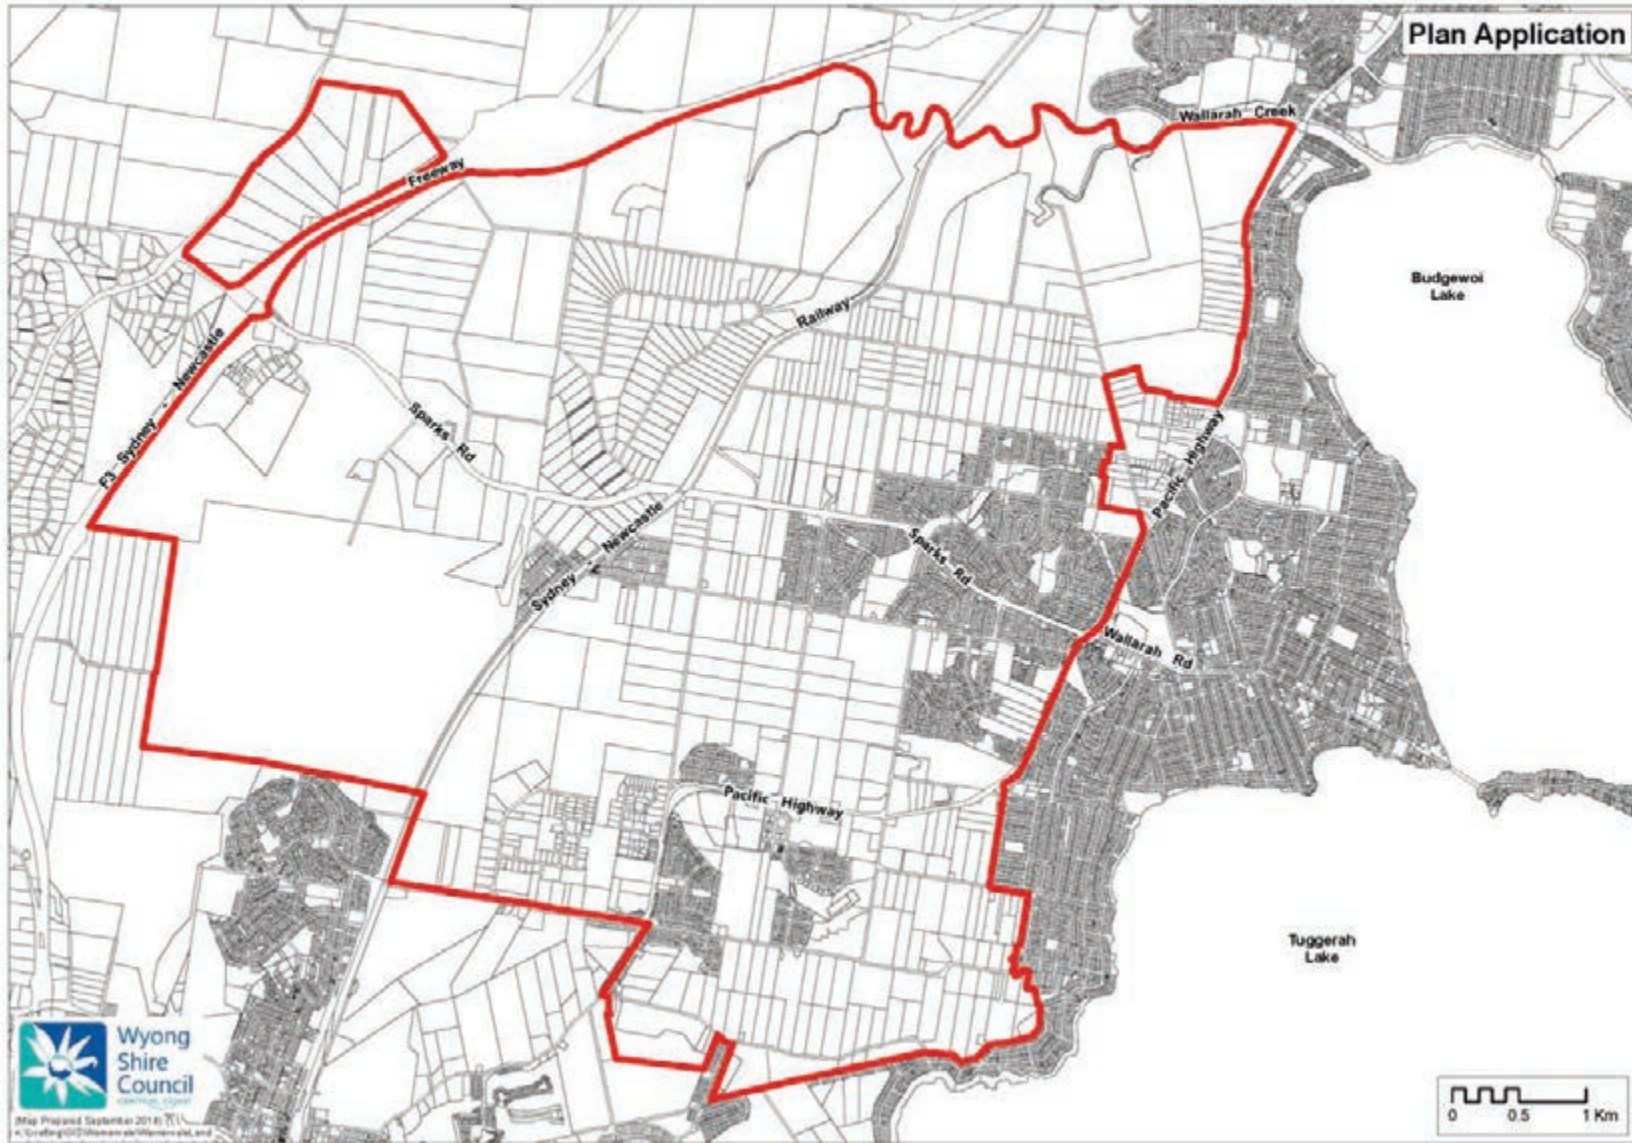 Plan Application
Wallarah Creek
Freeway
Budgewoi
Lake
Railway
F3 Sydney - Newcastle
Sparks Rd
Pacific Highway
Sydney - Newcastle
Sparks Rd
Wallarah Rd
Pacific Highway
Tuggerah
Lake
Wyong
Shire
Council
(Map Prepared September
0 0.5 1 Km